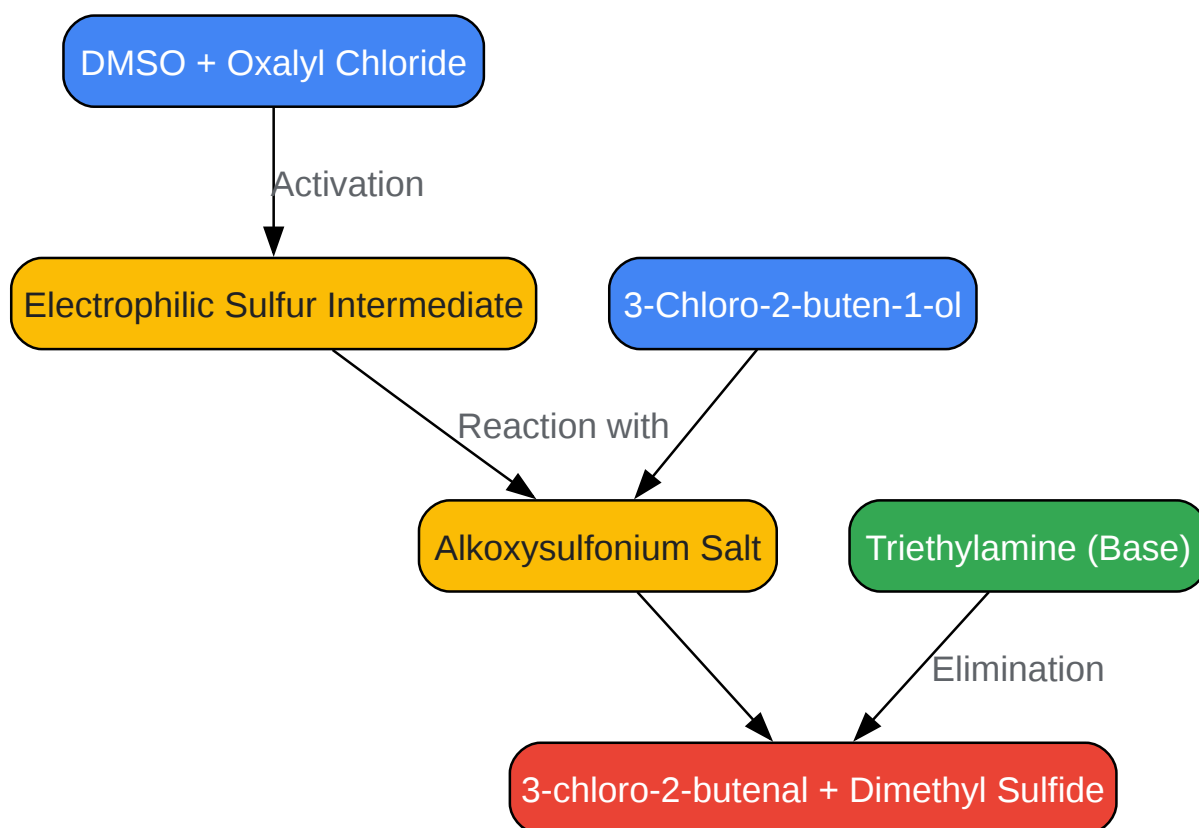 DMSO + Oxalyl Chloride
Activation
Electrophilic Sulfur Intermediate
3-Chloro-2-buten-1-ol
Reaction with
Alkoxysulfonium Salt
Triethylamine (Base)
Elimination
3-chloro-2-butenal + Dimethyl Sulfide